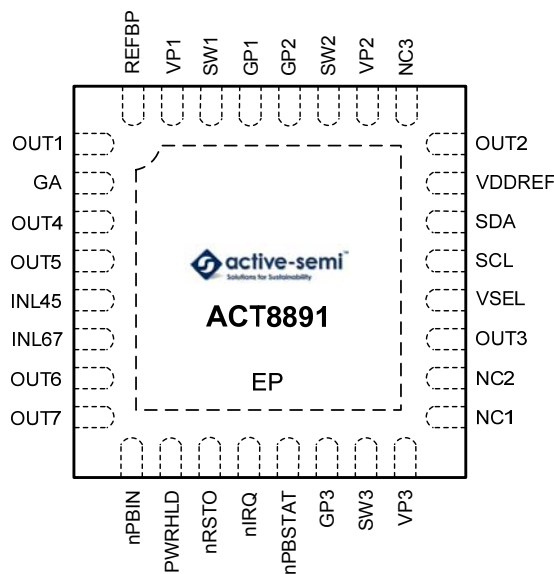 REFBP
VP1
SW1
GP1
GP2
SW2
VP2
NC3
OUT1
GA
OUT4
OUT5
INL45
INL67
OUT6
OUT7
OUT2
VDDREF
SDA
SCL
VSEL
OUT3
NC2
NC1
active-semi™
Solutions for Sustainability
ACT8891
EP
nPBIN
PWRHLD
nRSTO
nIRQ
nPBSTAT
GP3
SW3
VP3